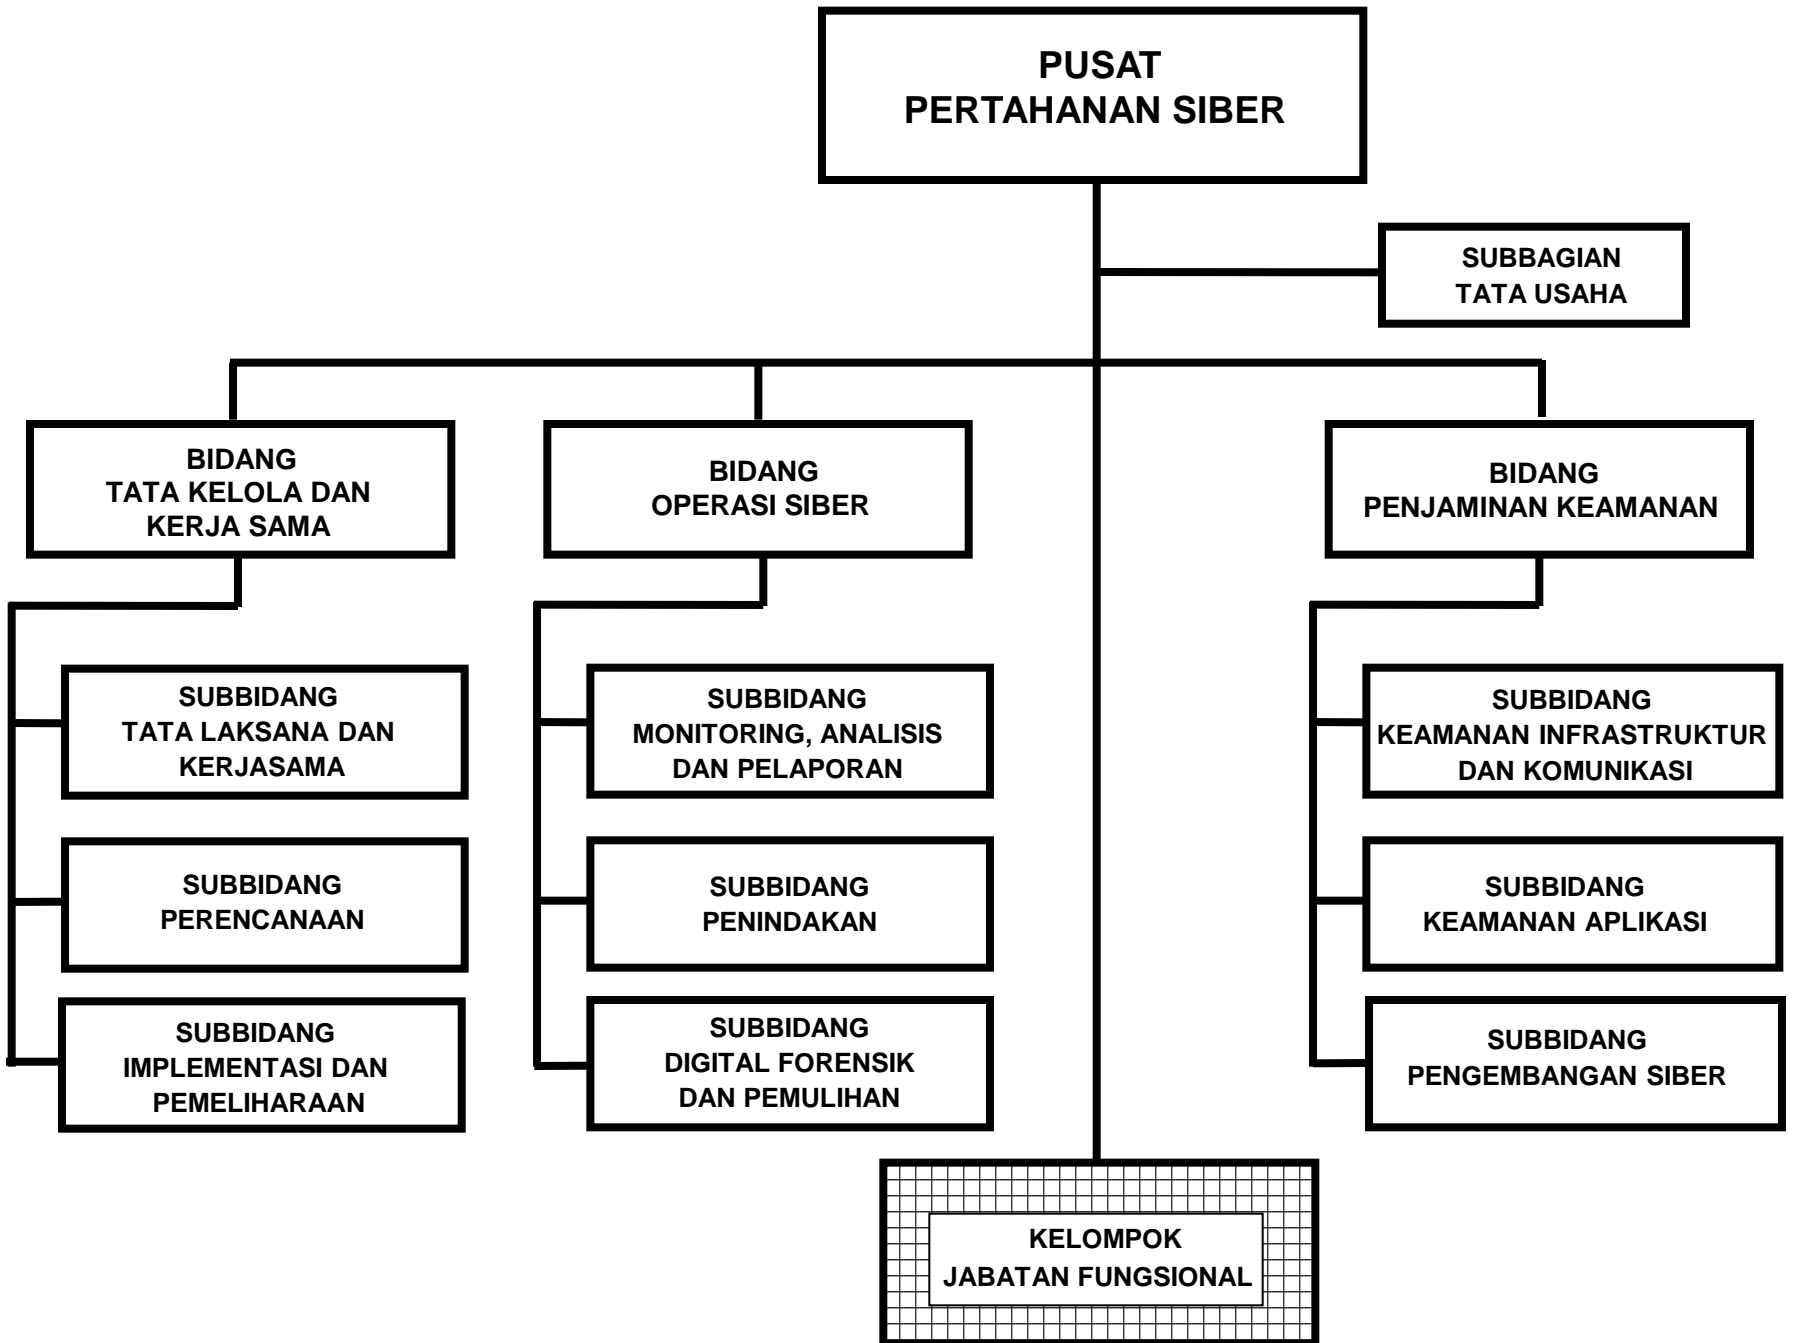 PUSAT
PERTAHANAN SIBER
SUBBAGIAN
TATA USAHA
BIDANG
TATA KELOLA DAN
KERJA SAMA
BIDANG
OPERASI SIBER
BIDANG
PENJAMINAN KEAMANAN
SUBBIDANG
TATA LAKSANA DAN
KERJASAMA
SUBBIDANG
MONITORING, ANALISIS
DAN PELAPORAN
SUBBIDANG
KEAMANAN INFRASTRUKTUR
DAN KOMUNIKASI
SUBBIDANG
PERENCANAAN
SUBBIDANG
PENINDAKAN
SUBBIDANG
KEAMANAN APLIKASI
SUBBIDANG
IMPLEMENTASI DAN
PEMELIHARAAN
SUBBIDANG
DIGITAL FORENSIK
DAN PEMULIHAN
SUBBIDANG
PENGEMBANGAN SIBER
KELOMPOK
JABATAN FUNGSIONAL